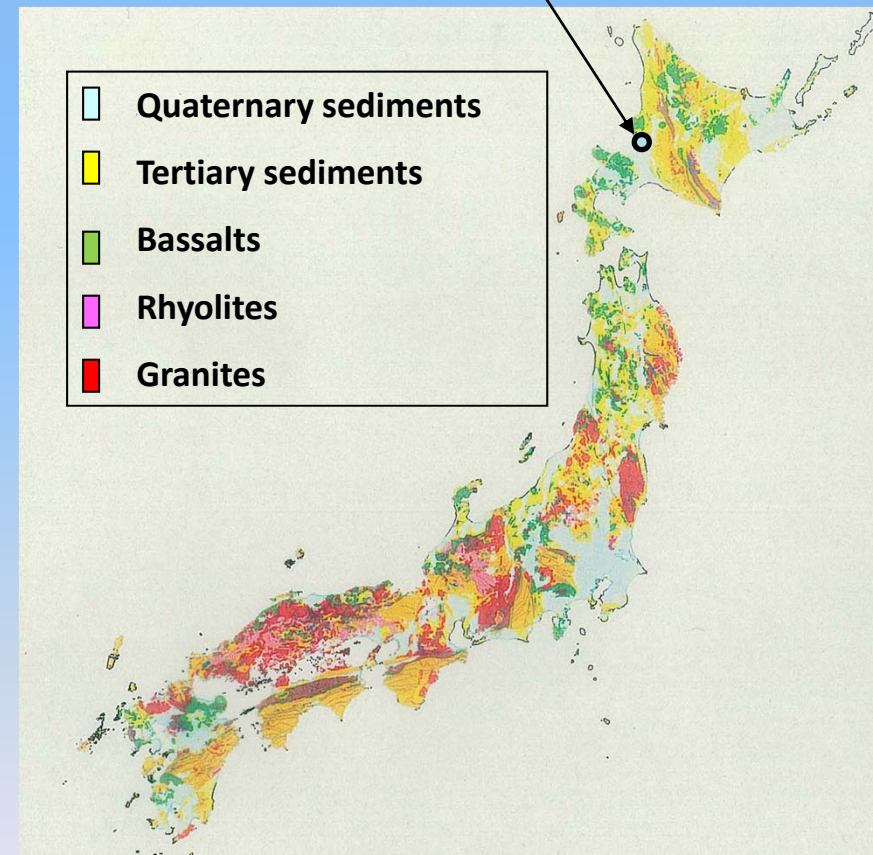 Quaternary sediments
Tertiary sediments
Bassalts
Rhyolites
Granites